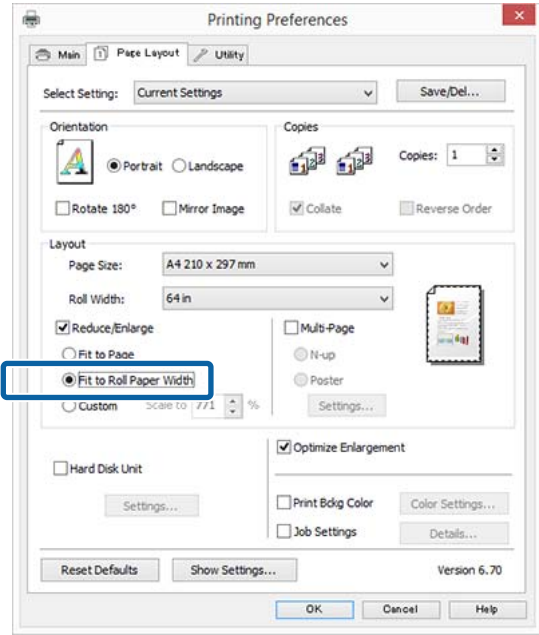 Printing Preferences
Main
Page Layout
Utility
Select Setting:
Current Settings
Save/Del...
Orientation
Copies
Portrait
Landscape
Copies: 1
Rotate 180°
Mirror Image
Collate
Reverse Order
Layout
Page Size:
A4 210 x 297 mm
Roll Width:
64 in
Reduce/Enlarge
Multi-Page
Fit to Page
N-up
Fit to Roll Paper Width
Poster
Custom
Scale to 771 %
Settings...
Optimize Enlargement
Hard Disk Unit
Settings...
Print Bckg Color
Color Settings...
Job Settings
Details...
Reset Defaults
Show Settings...
Version 6.70
OK
Cancel
Help